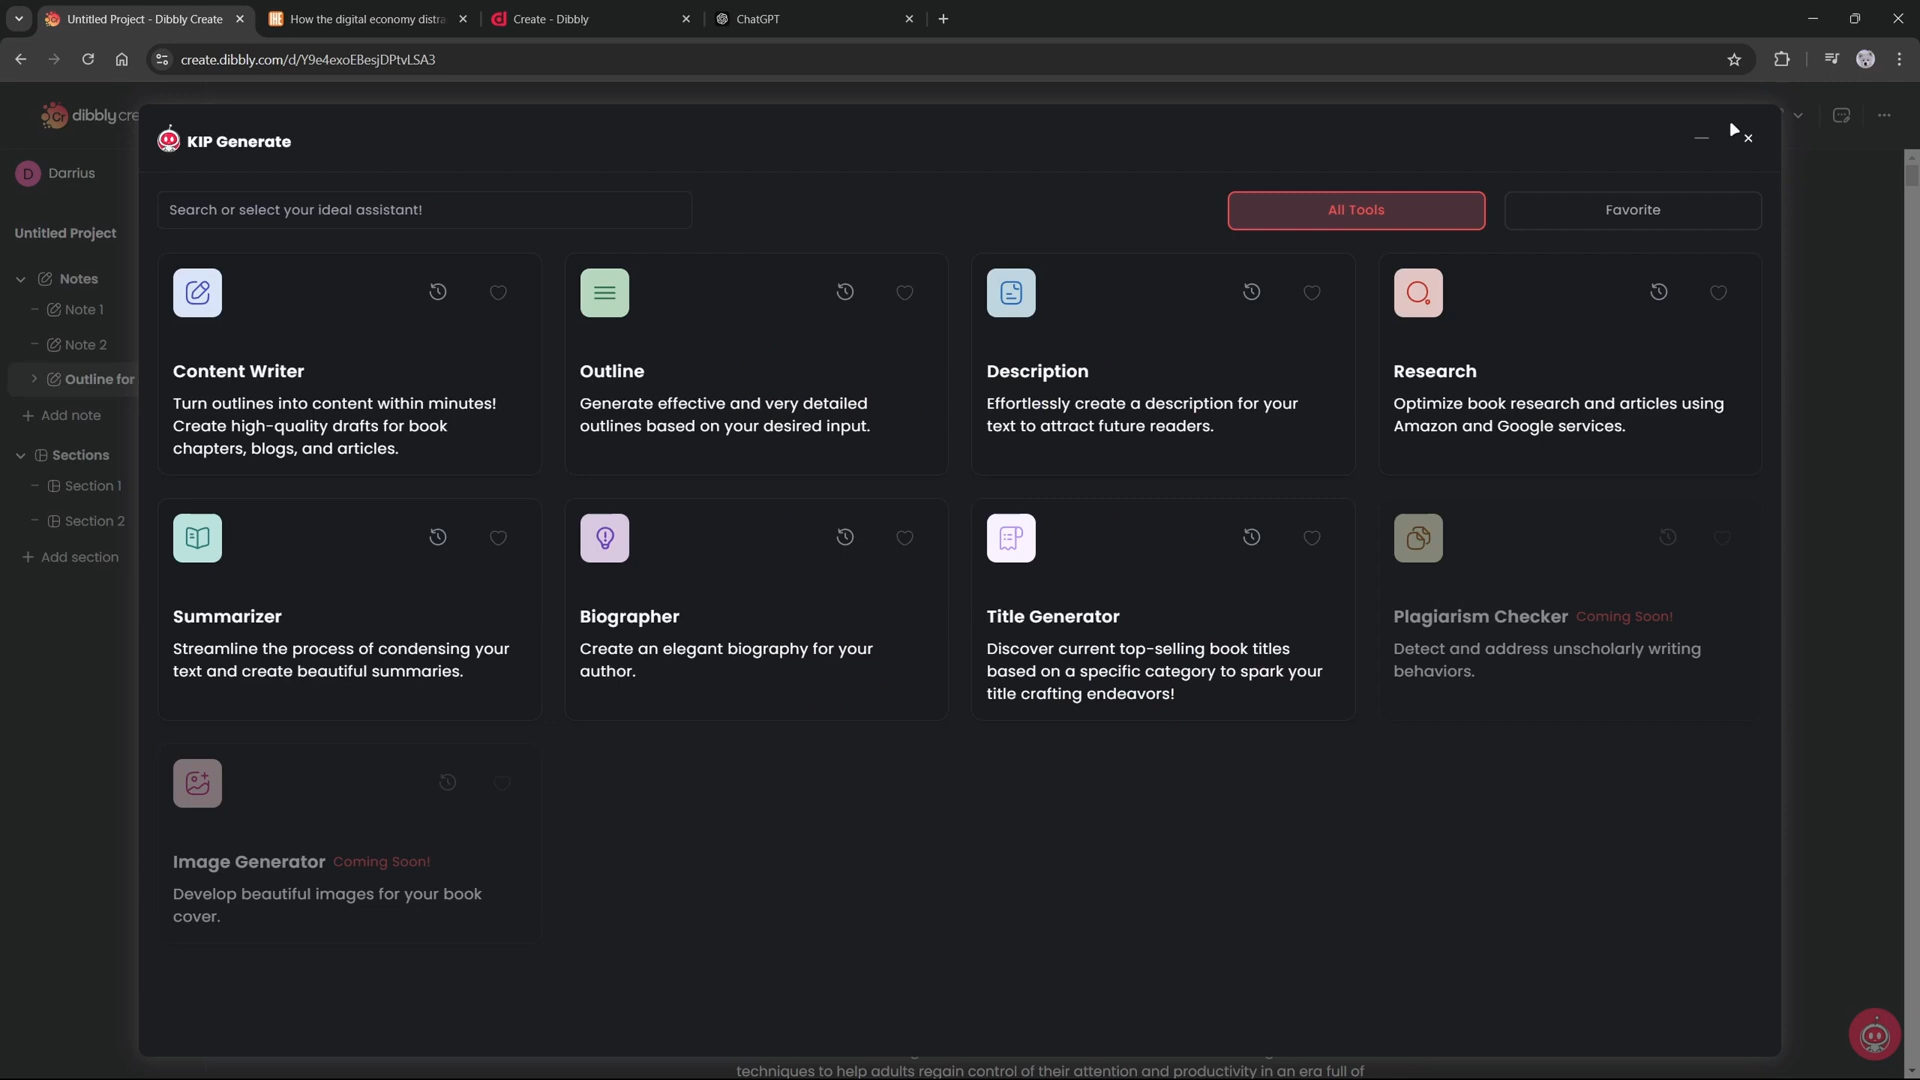 Untitled Project - Dibbly Create
How the digital economy distra
Create - Dibbly
ChatGPT
create.dibbly.com/d/Y9e4exoEBesjDPtvLSA3
Cr dibbly cre
KIP Generate
D Darrius
Search or select your ideal assistant!
All Tools
Favorite
Untitled Project
Notes
Note 1
Note 2
Outline for
Add note
Sections
Section 1
Section 2
Add section
Content Writer
Turn outlines into content within minutes!
Create high-quality drafts for book
chapters, blogs, and articles.
Outline
Generate effective and very detailed
outlines based on your desired input.
Description
Effortlessly create a description for your
text to attract future readers.
Research
Optimize book research and articles using
Amazon and Google services.
Summarizer
Streamline the process of condensing your
text and create beautiful summaries.
Biographer
Create an elegant biography for your
author.
Title Generator
Discover current top-selling book titles
based on a specific category to spark your
title crafting endeavors!
Plagiarism Checker Coming Soon!
Detect and address unscholarly writing
behaviors.
Image Generator Coming Soon!
Develop beautiful images for your book
cover.
techniques to help adults regain control of their attention and productivity in an era full of